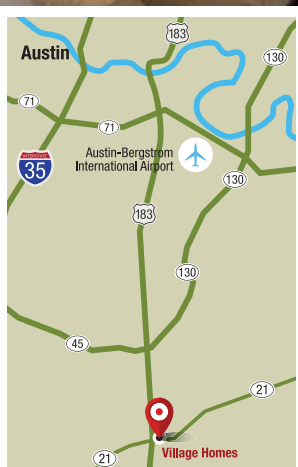 183
Austin
130
71
71
Austin-Bergstrom
International Airport
INTERSTATE
35
130
183
130
45
21
Village Homes
21